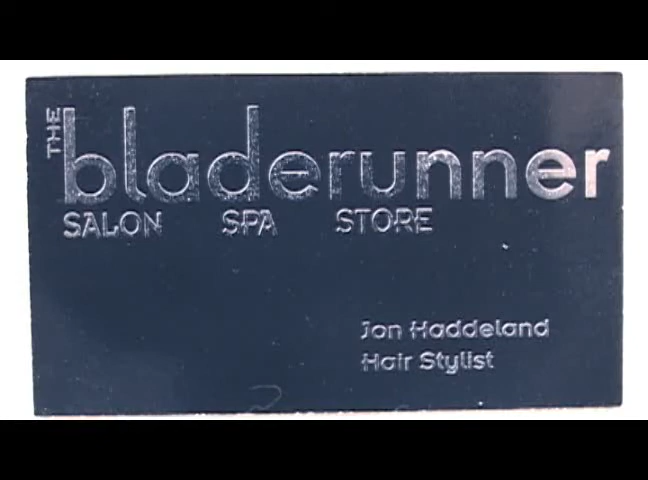 THE bladerunner
SALON SPA STORE
Jon Haddeland
Hair Stylist